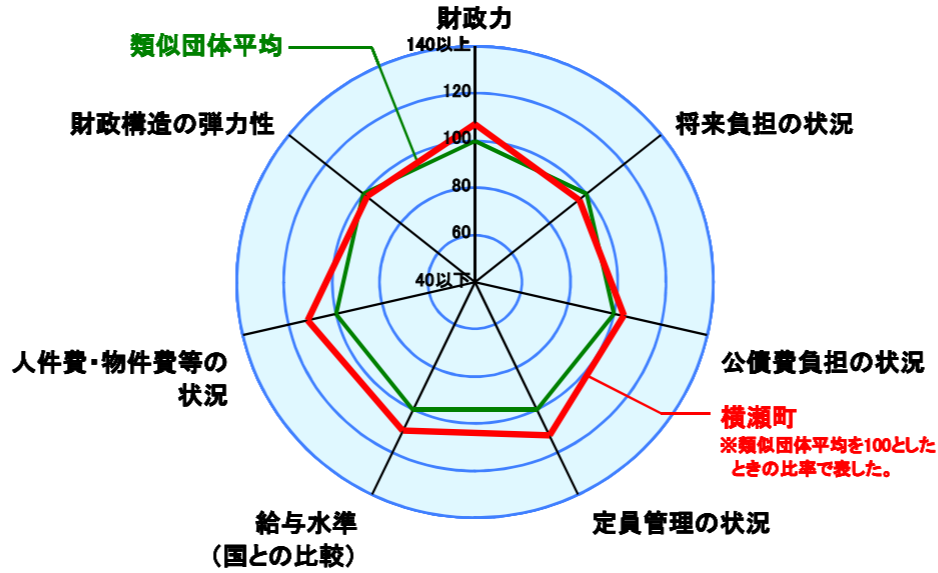 財政力
140以上
類似団体平均
120
財政構造の弾力性
将来負担の状況
100
80
60
40以下
人件費・物件費等の
状況
公債費負担の状況
横瀬町
※類似団体平均を100とした
ときの比率で表した。
給与水準
(国との比較)
定員管理の状況